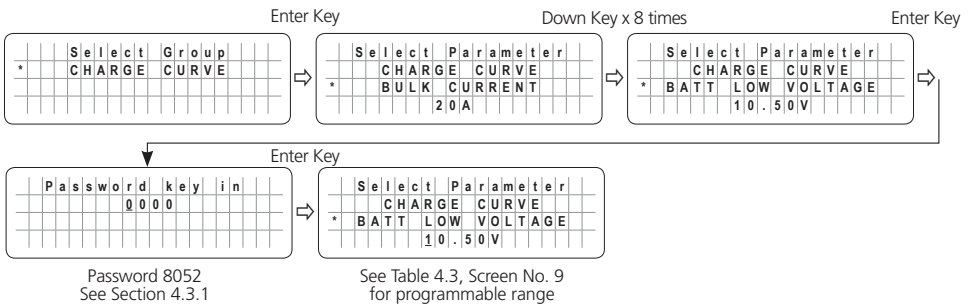 Enter Key
Down Key x 8 times
Enter Key
Select Group
* CHARGE CURVE
Select Parameter
CHARGE CURVE
* BULK CURRENT
20A
Select Parameter
CHARGE CURVE
* BATT LOW VOLTAGE
10.50V
Enter Key
Password key in
0000
Select Parameter
CHARGE CURVE
* BATT LOW VOLTAGE
10.50V
Password 8052
See Section 4.3.1
See Table 4.3, Screen No. 9
for programmable range